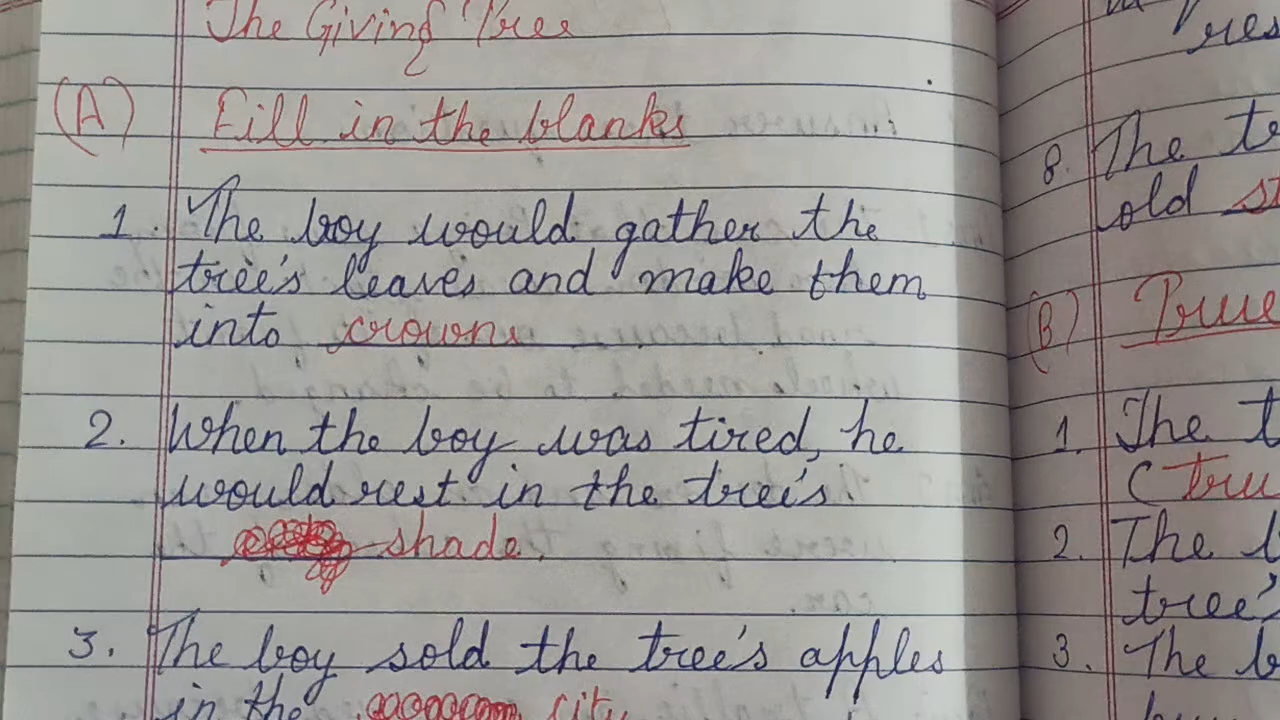 The Giving Tree
(A) Fill in the blanks
1. The boy would gather the
tree's leaves and make them
into crowns
2. When the boy was tired, he
would rest in the tree's.
shade.
3. The boy sold the tree's apples
in the city
8. The
old
(B) True
1. The
2. The
tree's
3. The